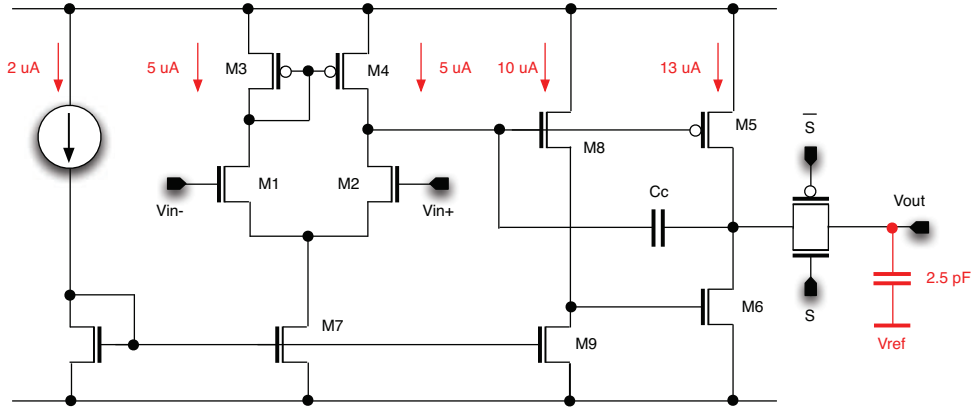 2 uA
5 uA
5 uA
10 uA
13 uA
M3
M4
M8
M5
S
M1
M2
Vin-
Vin+
Cc
Vout
M6
S
2.5 pF
M7
M9
Vref